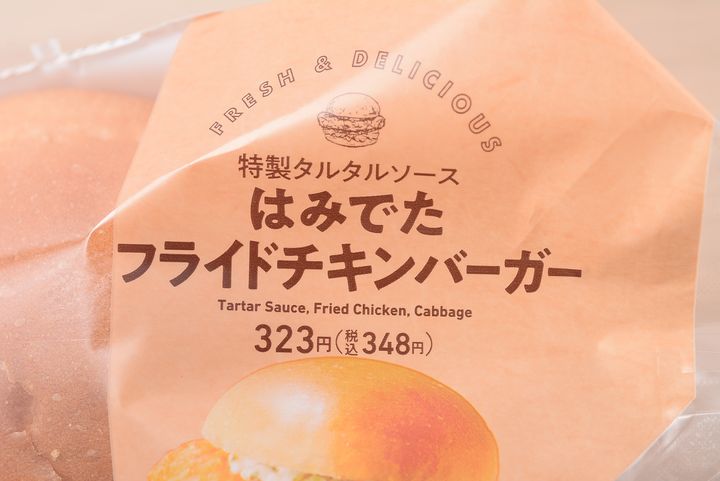 FRESH & DELICIOUS
特製タルタルソース
はみでた
フライドチキンバーガー
Tartar Sauce, Fried Chicken, Cabbage
323円(税込348円)